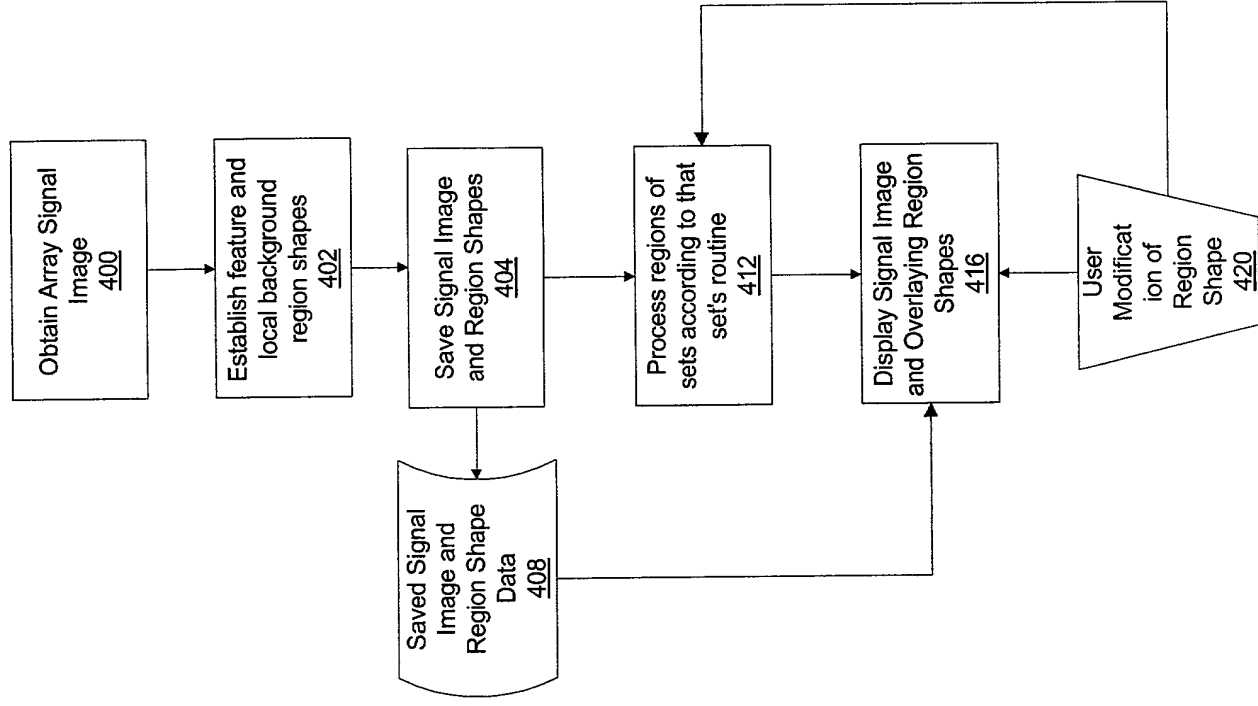 Obtain Array Signal
Image
400
Establish feature and
local background
region shapes
402
Save Signal Image
and Region Shapes
404
Saved Signal
Image and
Region Shape
Data
408
Process regions of
sets according to that
set's routine
412
Display Signal Image
and Overlaying Region
Shapes
416
User
Modificat
ion of
Region
Shape
420